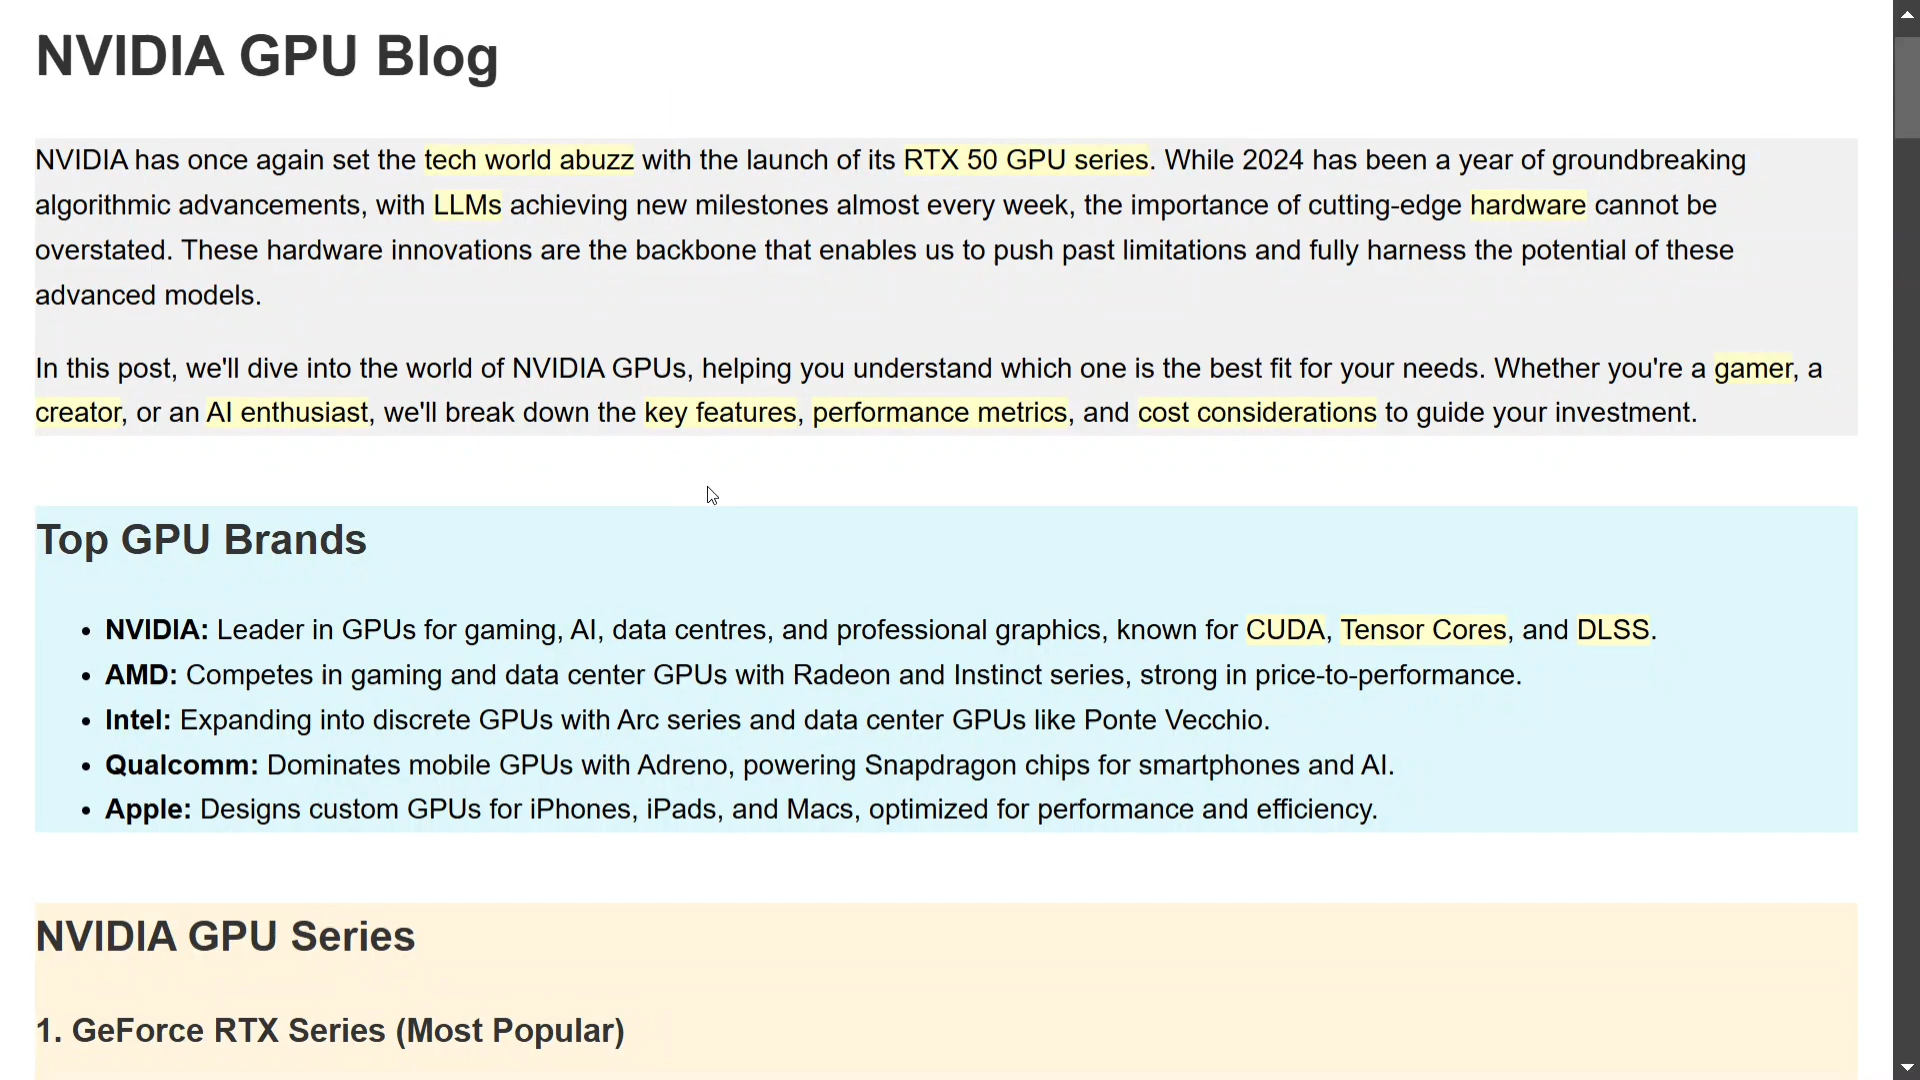 NVIDIA GPU Blog
NVIDIA has once again set the tech world abuzz with the launch of its RTX 50 GPU series. While 2024 has been a year of groundbreaking
algorithmic advancements, with LLMs achieving new milestones almost every week, the importance of cutting-edge hardware cannot be
overstated. These hardware innovations are the backbone that enables us to push past limitations and fully harness the potential of these
advanced models.
In this post, we'll dive into the world of NVIDIA GPUs, helping you understand which one is the best fit for your needs. Whether you're a gamer, a
creator, or an AI enthusiast, we'll break down the key features, performance metrics, and cost considerations to guide your investment.
Top GPU Brands
• NVIDIA: Leader in GPUs for gaming, AI, data centres, and professional graphics, known for CUDA, Tensor Cores, and DLSS.
• AMD: Competes in gaming and data center GPUs with Radeon and Instinct series, strong in price-to-performance.
• Intel: Expanding into discrete GPUs with Arc series and data center GPUs like Ponte Vecchio.
• Qualcomm: Dominates mobile GPUs with Adreno, powering Snapdragon chips for smartphones and AI.
• Apple: Designs custom GPUs for iPhones, iPads, and Macs, optimized for performance and efficiency.
NVIDIA GPU Series
1. GeForce RTX Series (Most Popular)